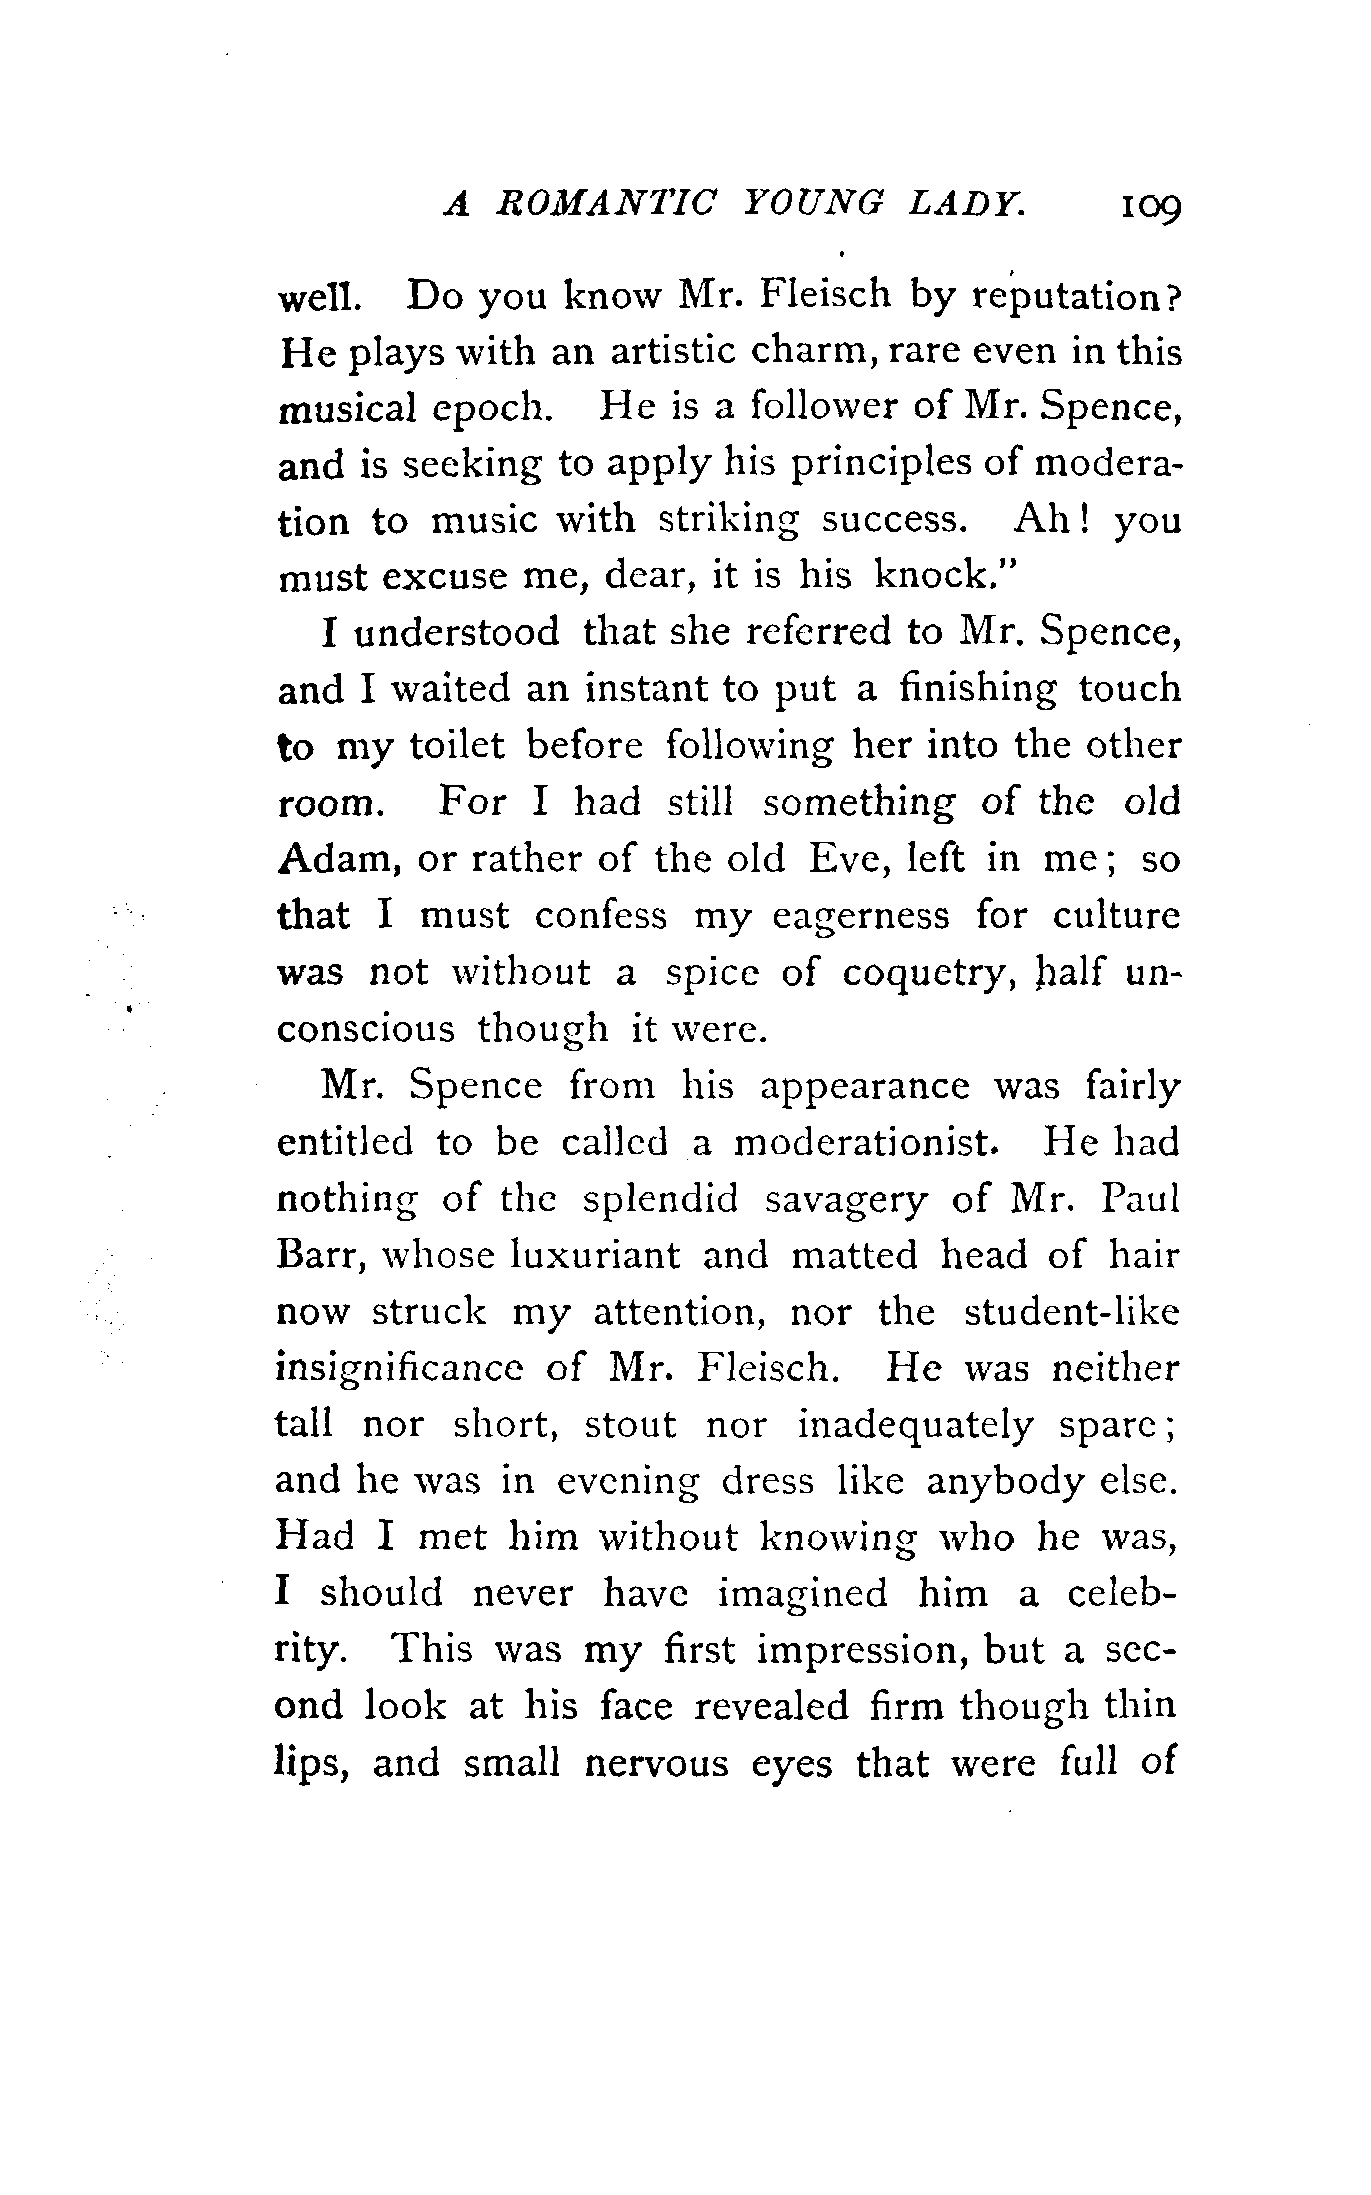 A ROMANTIC YOUNG LADY. 109
well. Do you know Mr. Fleisch by reputation?
He plays with an artistic charm, rare even in this
musical epoch. He is a follower of Mr. Spence,
and is seeking to apply his principles of modera-
tion to music with striking success. Ah! you
must excuse me, dear, it is his knock."
I understood that she referred to Mr. Spence,
and I waited an instant to put a finishing touch
to my toilet before following her into the other
room. For I had still something of the old
Adam, or rather of the old Eve, left in me; so
that I must confess my eagerness for culture
was not without a spice of coquetry, half un-
conscious though it were.
Mr. Spence from his appearance was fairly
entitled to be called a moderationist. He had
nothing of the splendid savagery of Mr. Paul
Barr, whose luxuriant and matted head of hair
now struck my attention, nor the student-like
insignificance of Mr. Fleisch. He was neither
tall nor short, stout nor inadequately spare;
and he was in evening dress like anybody else.
Had I met him without knowing who he was,
I should never have imagined him a celeb-
rity. This was my first impression, but a sec-
ond look at his face revealed firm though thin
lips, and small nervous eyes that were full of